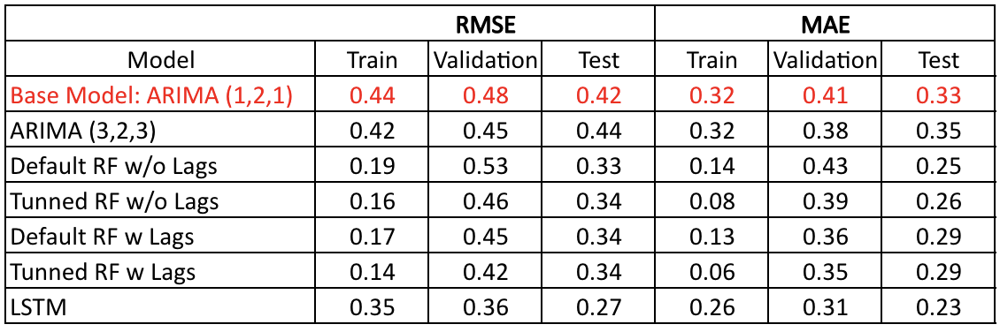 RMSE MAE
Model Train Validation Test Train Validation Test
Base Model: ARIMA (1,2,1) 0.44 0.48 0.42 0.32 0.41 0.33
ARIMA (3,2,3) 0.42 0.45 0.44 0.32 0.38 0.35
Default RF w/o Lags 0.19 0.53 0.33 0.14 0.43 0.25
Tunned RF w/o Lags 0.16 0.46 0.34 0.08 0.39 0.26
Default RF w Lags 0.17 0.45 0.34 0.13 0.36 0.29
Tunned RF w Lags 0.14 0.42 0.34 0.06 0.35 0.29
LSTM 0.35 0.36 0.27 0.26 0.31 0.23